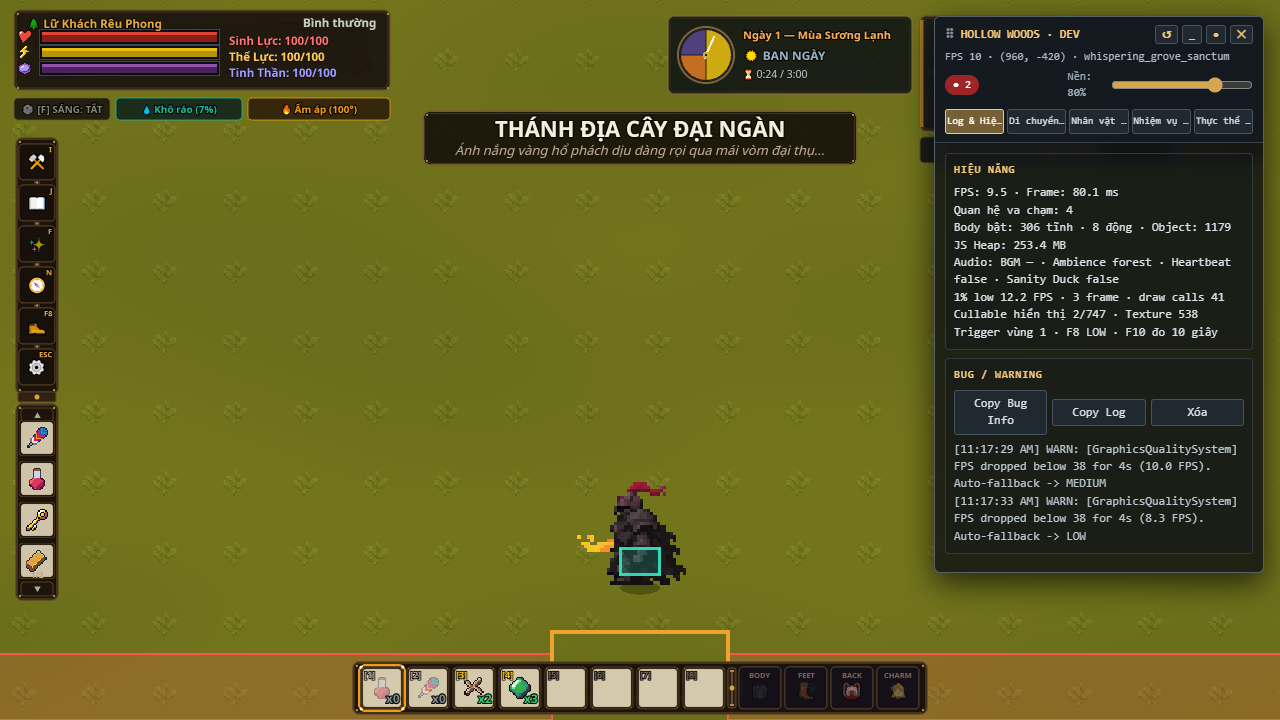 Lữ Khách Rêu Phong
Bình thường
Sinh Lực: 100/100
Thể Lực: 100/100
Tinh Thần: 100/100
[F] SÁNG: TẮT
Khô ráo (7%)
Ấm áp (100°)
Ngày 1 — Mùa Sương Lạnh
BAN NGÀY
0:24 / 3:00
THÁNH ĐỊA CÂY ĐẠI NGÀN
Ánh nắng vàng hổ phách dịu dàng rọi qua mái vòm đại thụ...
I
J
F
N
F8
ESC
HOLLOW WOODS · DEV
FPS 10 · (960, -420) · whispering_grove_sanctum
2
Nền:
80%
Log & Hiệ…
Di chuyển…
Nhân vật …
Nhiệm vụ …
Thực thể …
HIỆU NĂNG
FPS: 9.5 · Frame: 80.1 ms
Quan hệ va chạm: 4
Body bật: 306 tĩnh · 8 động · Object: 1179
JS Heap: 253.4 MB
Audio: BGM — · Ambience forest · Heartbeat
false · Sanity Duck false
1% low 12.2 FPS · 3 frame · draw calls 41
Cullable hiển thị 2/747 · Texture 538
Trigger vùng 1 · F8 LOW · F10 đo 10 giây
BUG / WARNING
Copy Bug
Info
Copy Log
Xóa
[11:17:29 AM] WARN: [GraphicsQualitySystem]
FPS dropped below 38 for 4s (10.0 FPS).
Auto-fallback -> MEDIUM
[11:17:33 AM] WARN: [GraphicsQualitySystem]
FPS dropped below 38 for 4s (8.3 FPS).
Auto-fallback -> LOW
[1] x0
[2] x0
[3] x2
[4] x3
[5]
[6]
[7]
[8]
BODY
FEET
BACK
CHARM